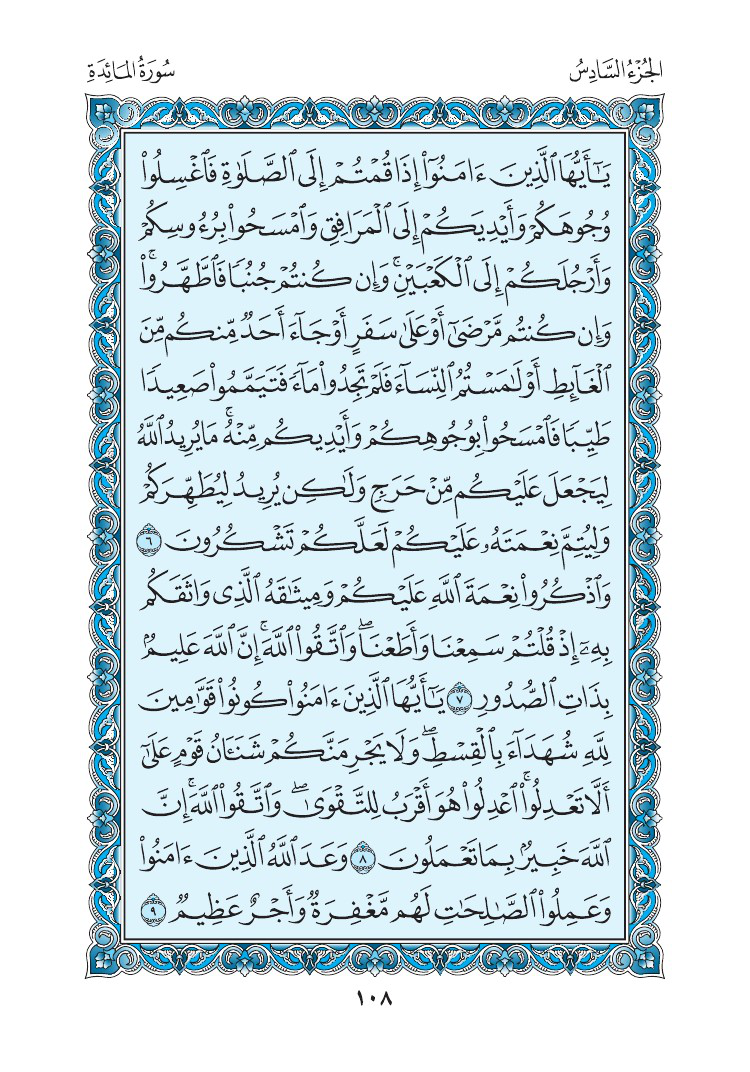 الجُزْءُ السَّادِسُ
سُورَةُ المَائِدَةِ
يَٰٓأَيُّهَا ٱلَّذِينَ ءَامَنُوٓاْ إِذَا قُمۡتُمۡ إِلَى ٱلصَّلَوٰةِ فَٱغۡسِلُواْ
وُجُوهَكُمۡ وَأَيۡدِيَكُمۡ إِلَى ٱلۡمَرَافِقِ وَٱمۡسَحُواْ بِرُءُوسِكُمۡ
وَأَرۡجُلَكُمۡ إِلَى ٱلۡكَعۡبَيۡنِۚ وَإِن كُنتُمۡ جُنُبٗا فَٱطَّهَّرُواْۚ
وَإِن كُنتُم مَّرۡضَىٰٓ أَوۡ عَلَىٰ سَفَرٍ أَوۡ جَآءَ أَحَدٞ مِّنكُم مِّنَ
ٱلۡغَآئِطِ أَوۡ لَٰمَسۡتُمُ ٱلنِّسَآءَ فَلَمۡ تَجِدُواْ مَآءٗ فَتَيَمَّمُواْ صَعِيدٗا
طَيِّبٗا فَٱمۡسَحُواْ بِوُجُوهِكُمۡ وَأَيۡدِيكُم مِّنۡهُۚ مَا يُرِيدُ ٱللَّهُ
لِيَجۡعَلَ عَلَيۡكُم مِّنۡ حَرَجٖ وَلَٰكِن يُرِيدُ لِيُطَهِّرَكُمۡ
وَلِيُتِمَّ نِعۡمَتَهُۥ عَلَيۡكُمۡ لَعَلَّكُمۡ تَشۡكُرُونَ ٦
وَٱذۡكُرُواْ نِعۡمَةَ ٱللَّهِ عَلَيۡكُمۡ وَمِيثَٰقَهُ ٱلَّذِي وَاثَقَكُم
بِهِۦٓ إِذۡ قُلۡتُمۡ سَمِعۡنَا وَأَطَعۡنَاۖ وَٱتَّقُواْ ٱللَّهَۚ إِنَّ ٱللَّهَ عَلِيمُۢ
بِذَاتِ ٱلصُّدُورِ ٧ يَٰٓأَيُّهَا ٱلَّذِينَ ءَامَنُواْ كُونُواْ قَوَّٰمِينَ
لِلَّهِ شُهَدَآءَ بِٱلۡقِسۡطِۖ وَلَا يَجۡرِمَنَّكُمۡ شَنَـَٔانُ قَوۡمٍ عَلَىٰٓ
أَلَّا تَعۡدِلُواْۚ ٱعۡدِلُواْ هُوَ أَقۡرَبُ لِلتَّقۡوَىٰۖ وَٱتَّقُواْ ٱللَّهَۚ إِنَّ
ٱللَّهَ خَبِيرُۢ بِمَا تَعۡمَلُونَ ٨ وَعَدَ ٱللَّهُ ٱلَّذِينَ ءَامَنُواْ
وَعَمِلُواْ ٱلصَّٰلِحَٰتِ لَهُم مَّغۡفِرَةٞ وَأَجۡرٌ عَظِيمٞ ٩
١٠٨